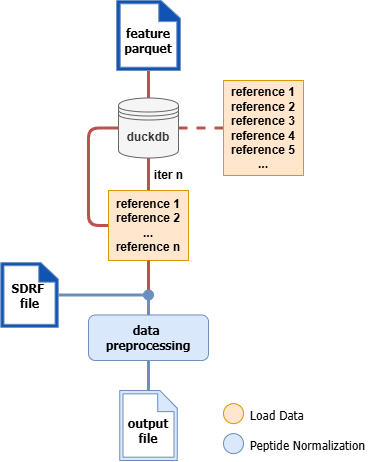 feature
parquet
duckdb
reference 1
reference 2
reference 3
reference 4
reference 5
...
iter n
reference 1
reference 2
...
reference n
SDRF
file
data
preprocessing
output
file
Load Data
Peptide Normalization